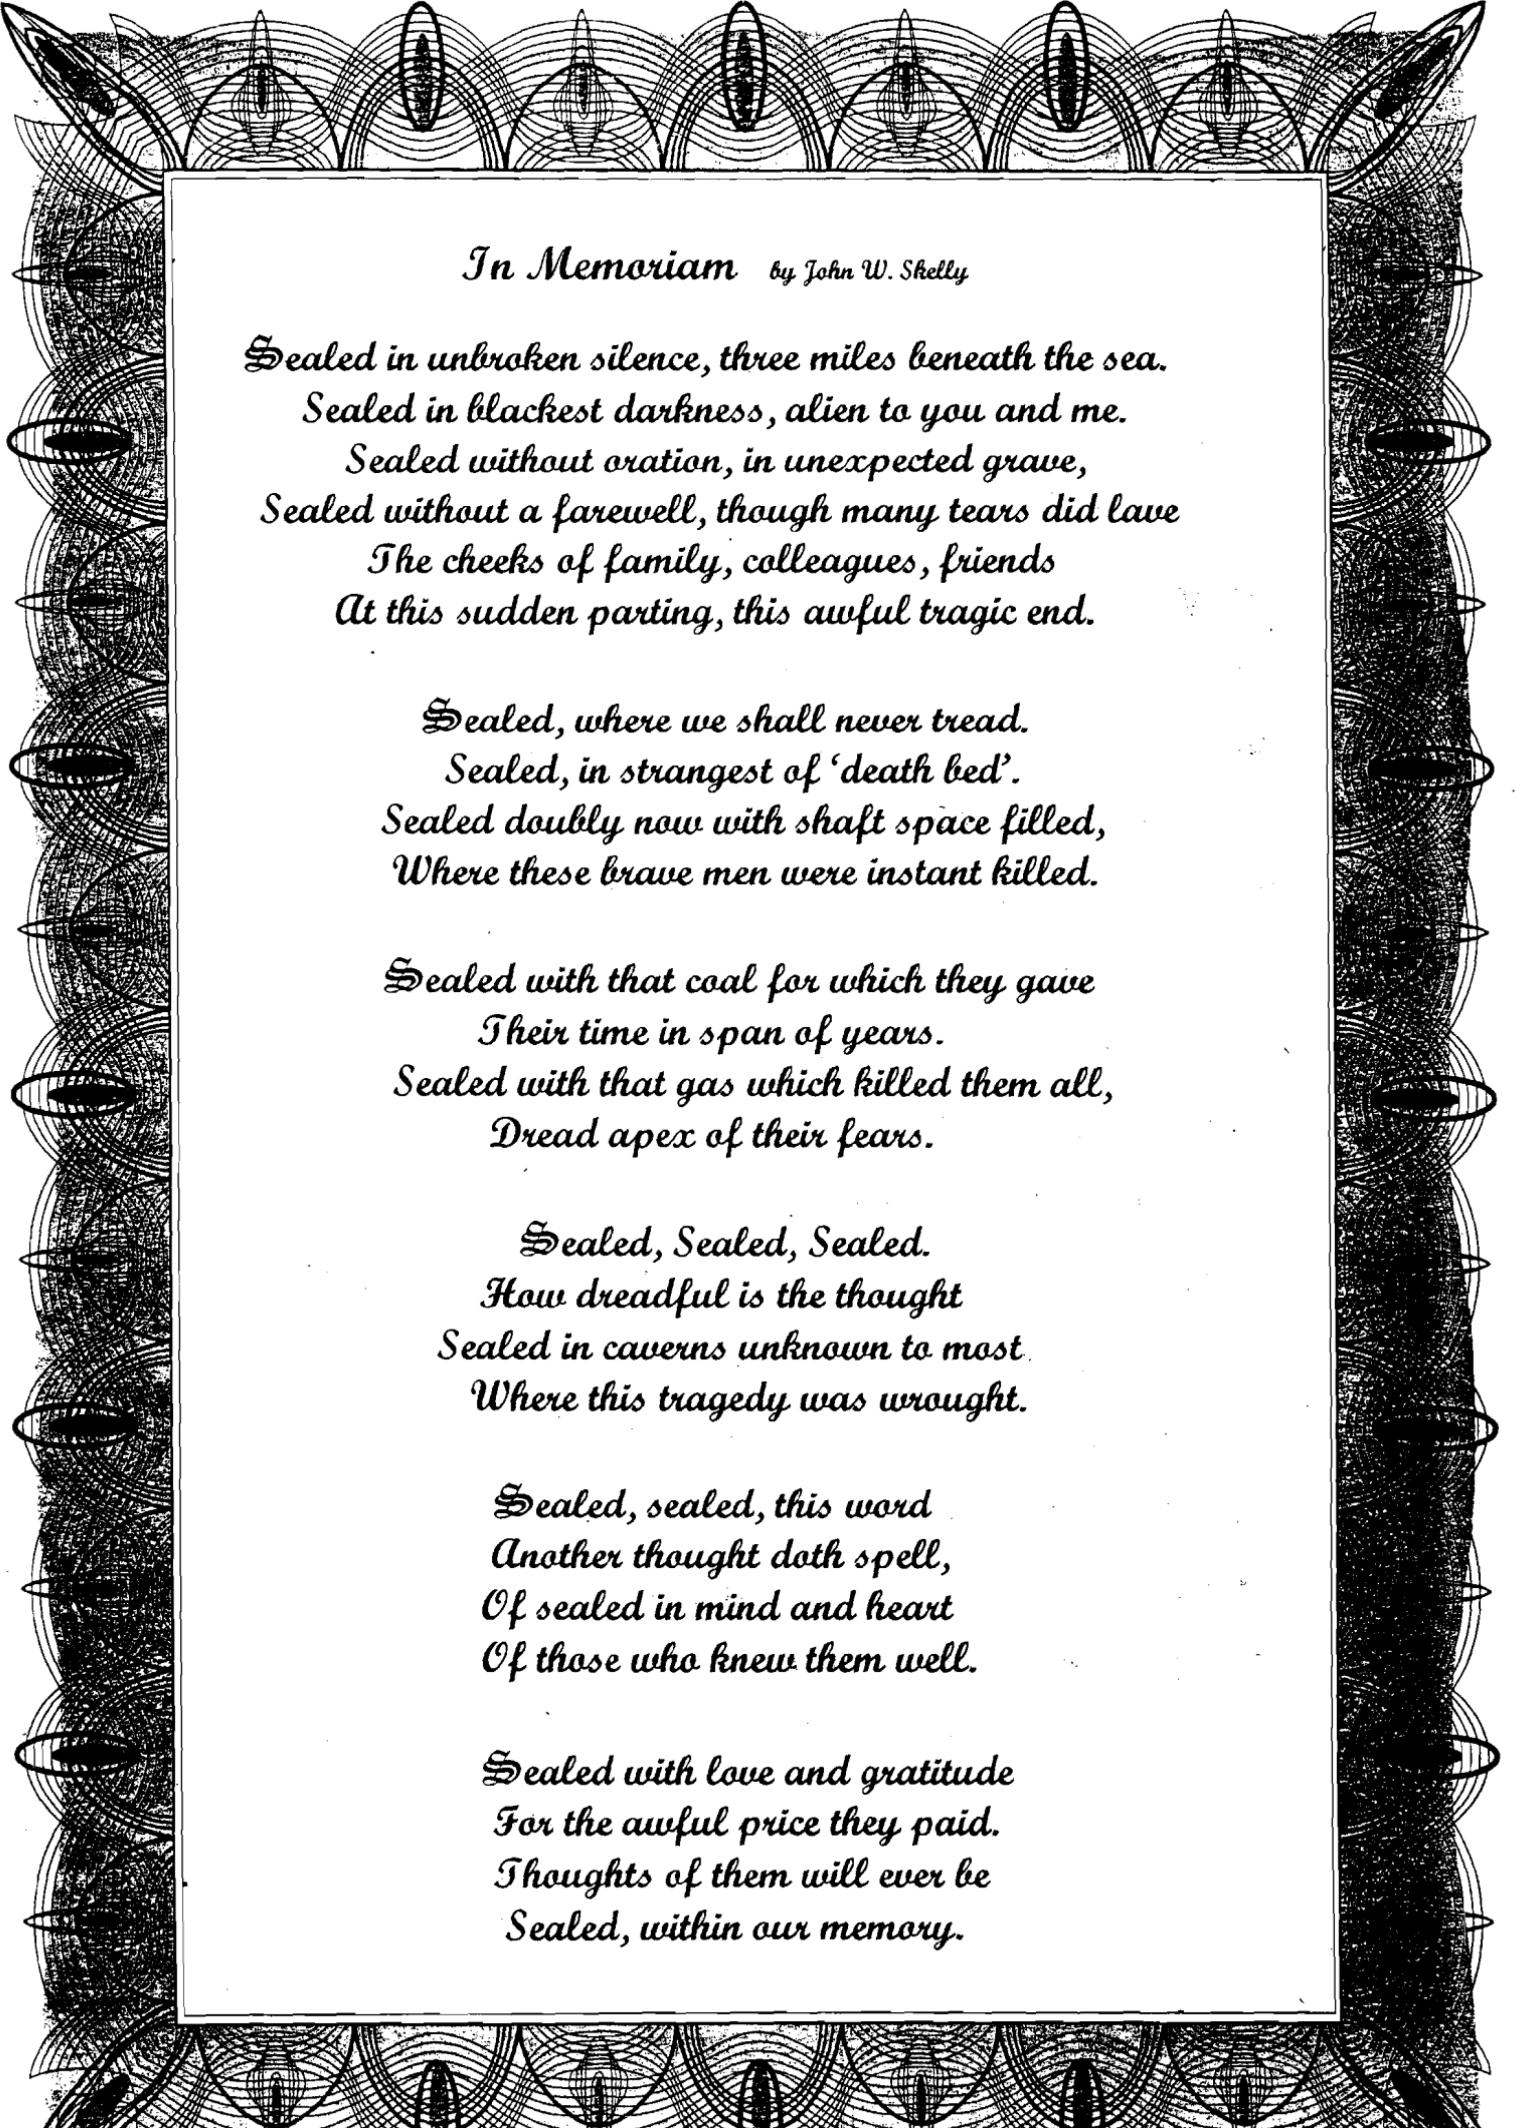 In Memoriam by John W. Skelly
Sealed in unbroken silence, three miles beneath the sea.
Sealed in blackest darkness, alien to you and me.
Sealed without oration, in unexpected grave,
Sealed without a farewell, though many tears did lave
The cheeks of family, colleagues, friends
At this sudden parting, this awful tragic end.
Sealed, where we shall never tread.
Sealed, in strangest of ‘death bed’.
Sealed doubly now with shaft space filled,
Where these brave men were instant killed.
Sealed with that coal for which they gave
Their time in span of years.
Sealed with that gas which killed them all,
Dread apex of their fears.
Sealed, Sealed, Sealed.
How dreadful is the thought
Sealed in caverns unknown to most
Where this tragedy was wrought.
Sealed, sealed, this word
Another thought doth spell,
Of sealed in mind and heart
Of those who knew them well.
Sealed with love and gratitude
For the awful price they paid.
Thoughts of them will ever be
Sealed, within our memory.